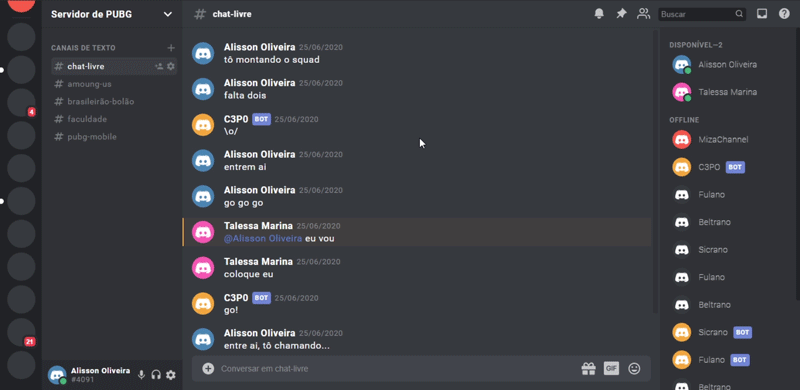 Servidor de PUBG
CANAIS DE TEXTO
chat-livre
amoung-us
brasileirão-bolão
faculdade
pubg-mobile
4
21
Alisson Oliveira
#4091
# chat-livre
Buscar
Alisson Oliveira 25/06/2020
tô montando o squad
Alisson Oliveira 25/06/2020
falta dois
C3P0 BOT 25/06/2020
\o/
Alisson Oliveira 25/06/2020
entrem ai
Alisson Oliveira 25/06/2020
go go go
Talessa Marina 25/06/2020
@Alisson Oliveira eu vou
Talessa Marina 25/06/2020
coloque eu
C3P0 BOT 25/06/2020
go!
Alisson Oliveira 25/06/2020
entre ai, tô chamando...
Conversar em chat-livre
GIF
DISPONÍVEL—2
Alisson Oliveira
Talessa Marina
OFFLINE
MizaChannel
C3PO BOT
Fulano
Beltrano
Sicrano
Fulano
Beltrano
Sicrano BOT
Fulano BOT
Beltrano